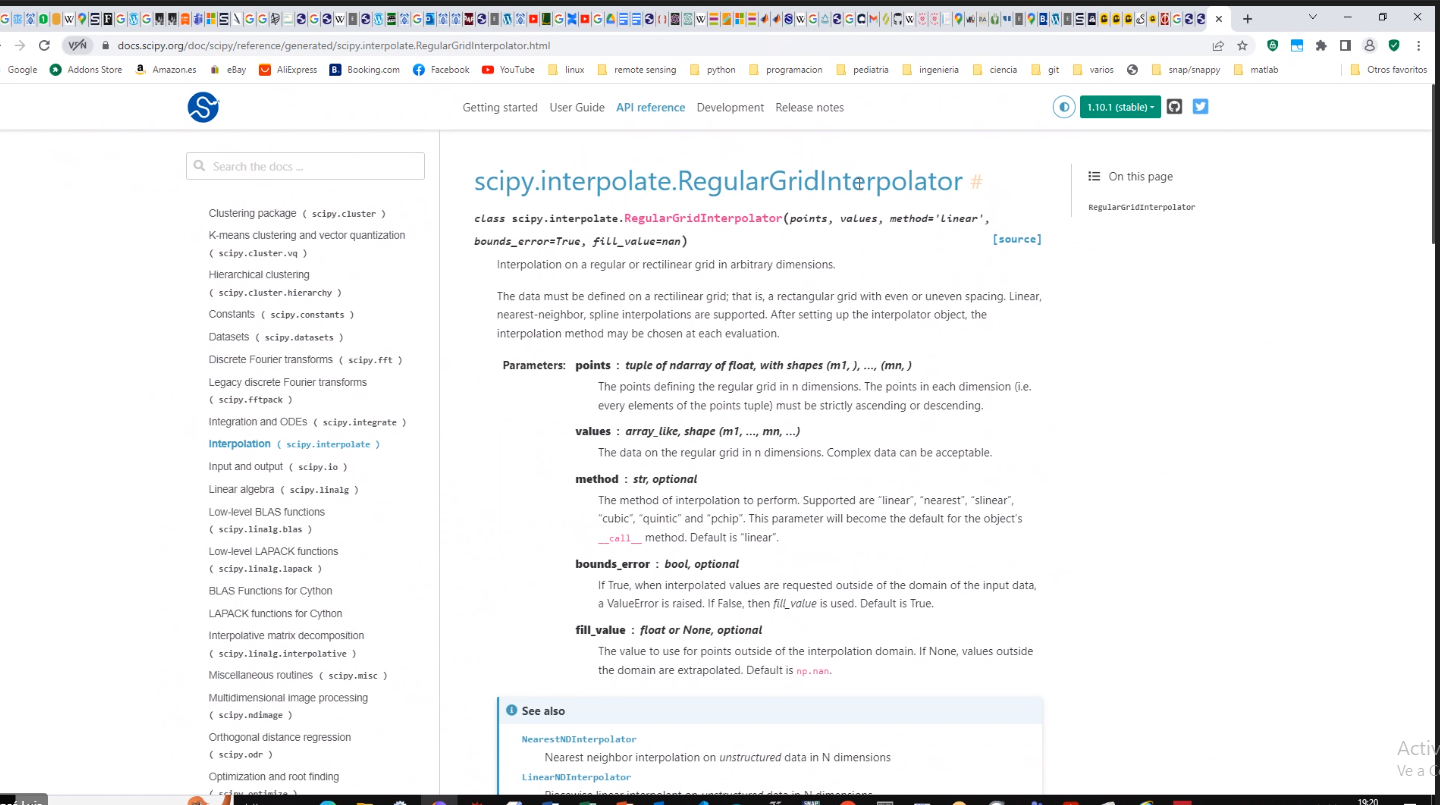 docs.scipy.org/doc/scipy/reference/generated/scipy.interpolate.RegularGridInterpolator.html
Google Addons Store Amazon.es eBay AliExpress Booking.com Facebook YouTube linux remote sensing python programacion pediatria ingenieria ciencia git varios snap/snappy matlab Otros favoritos
Getting started User Guide API reference Development Release notes 1.10.1 (stable)
Search the docs ...
Clustering package ( scipy.cluster )
K-means clustering and vector quantization
( scipy.cluster.vq )
Hierarchical clustering
( scipy.cluster.hierarchy )
Constants ( scipy.constants )
Datasets ( scipy.datasets )
Discrete Fourier transforms ( scipy.fft )
Legacy discrete Fourier transforms
( scipy.fftpack )
Integration and ODEs ( scipy.integrate )
Interpolation ( scipy.interpolate )
Input and output ( scipy.io )
Linear algebra ( scipy.linalg )
Low-level BLAS functions
( scipy.linalg.blas )
Low-level LAPACK functions
( scipy.linalg.lapack )
BLAS Functions for Cython
LAPACK functions for Cython
Interpolative matrix decomposition
( scipy.linalg.interpolative )
Miscellaneous routines ( scipy.misc )
Multidimensional image processing
( scipy.ndimage )
Orthogonal distance regression
( scipy.odr )
Optimization and root finding
( scipy.optimize )
scipy.interpolate.RegularGridInterpolator #
class scipy.interpolate.RegularGridInterpolator(points, values, method='linear',
bounds_error=True, fill_value=nan) [source]
Interpolation on a regular or rectilinear grid in arbitrary dimensions.
The data must be defined on a rectilinear grid; that is, a rectangular grid with even or uneven spacing. Linear,
nearest-neighbor, spline interpolations are supported. After setting up the interpolator object, the
interpolation method may be chosen at each evaluation.
Parameters: points : tuple of ndarray of float, with shapes (m1, ), ..., (mn, )
The points defining the regular grid in n dimensions. The points in each dimension (i.e.
every elements of the points tuple) must be strictly ascending or descending.
values : array_like, shape (m1, ..., mn, ...)
The data on the regular grid in n dimensions. Complex data can be acceptable.
method : str, optional
The method of interpolation to perform. Supported are “linear”, “nearest”, “slinear”,
“cubic”, “quintic” and “pchip”. This parameter will become the default for the object’s
__call__ method. Default is “linear”.
bounds_error : bool, optional
If True, when interpolated values are requested outside of the domain of the input data,
a ValueError is raised. If False, then fill_value is used. Default is True.
fill_value : float or None, optional
The value to use for points outside of the interpolation domain. If None, values outside
the domain are extrapolated. Default is np.nan.
See also
NearestNDInterpolator
Nearest neighbor interpolation on unstructured data in N dimensions
LinearNDInterpolator
Piecewise linear interpolant on unstructured data in N dimensions
On this page
RegularGridInterpolator
Activ
Ve a C
19:20